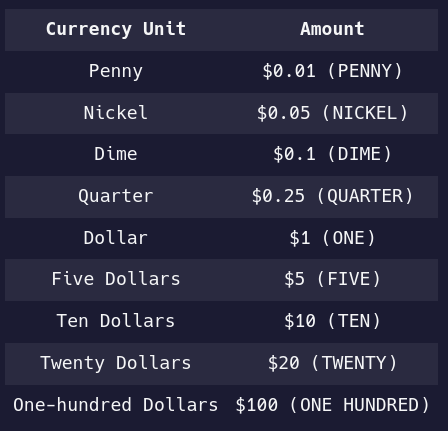 Currency Unit Amount
Penny $0.01 (PENNY)
Nickel $0.05 (NICKEL)
Dime $0.1 (DIME)
Quarter $0.25 (QUARTER)
Dollar $1 (ONE)
Five Dollars $5 (FIVE)
Ten Dollars $10 (TEN)
Twenty Dollars $20 (TWENTY)
One-hundred Dollars $100 (ONE HUNDRED)